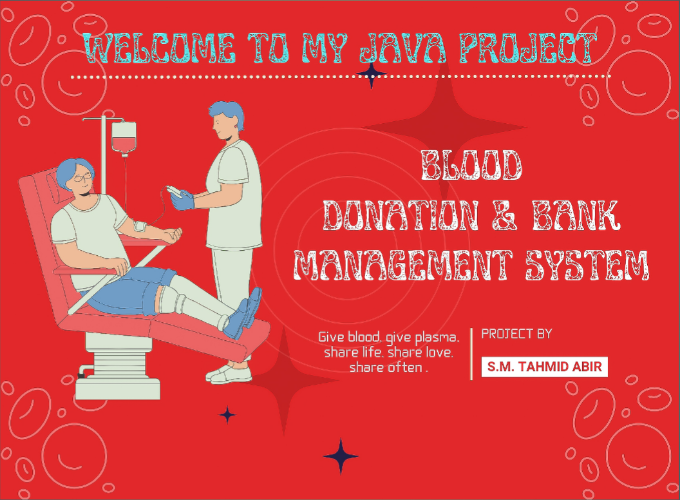 WELCOME TO MY JAVA PROJECT
BLOOD
DONATION & BANK
MANAGEMENT SYSTEM
Give blood, give plasma,
share life, share love,
share often .
PROJECT BY
S.M. TAHMID ABIR